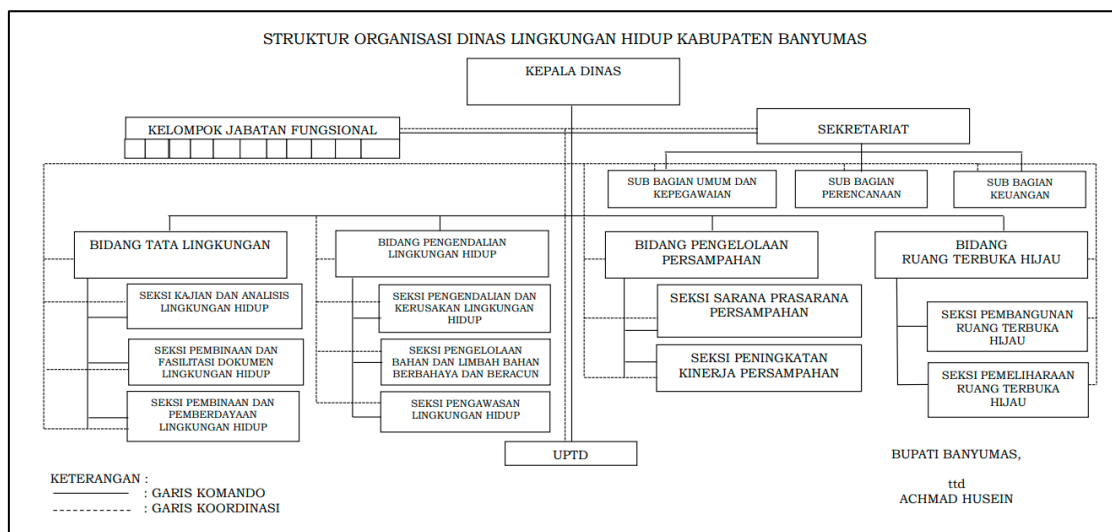 STRUKTUR ORGANISASI DINAS LINGKUNGAN HIDUP KABUPATEN BANYUMAS
KEPALA DINAS
KELOMPOK JABATAN FUNGSIONAL
SEKRETARIAT
SUB BAGIAN UMUM DAN
KEPEGAWAIAN
SUB BAGIAN
PERENCANAAN
SUB BAGIAN
KEUANGAN
BIDANG TATA LINGKUNGAN
BIDANG PENGENDALIAN
LINGKUNGAN HIDUP
BIDANG PENGELOLAAN
PERSAMPAHAN
BIDANG
RUANG TERBUKA HIJAU
SEKSI KAJIAN DAN ANALISIS
LINGKUNGAN HIDUP
SEKSI PEMBINAAN DAN
FASILITASI DOKUMEN
LINGKUNGAN HIDUP
SEKSI PEMBINAAN DAN
PEMBERDAYAAN
LINGKUNGAN HIDUP
SEKSI PENGENDALIAN DAN
KERUSAKAN LINGKUNGAN
HIDUP
SEKSI PENGELOLAAN
BAHAN DAN LIMBAH BAHAN
BERBAHAYA DAN BERACUN
SEKSI PENGAWASAN
LINGKUNGAN HIDUP
SEKSI SARANA PRASARANA
PERSAMPAHAN
SEKSI PENINGKATAN
KINERJA PERSAMPAHAN
SEKSI PEMBANGUNAN
RUANG TERBUKA
HIJAU
SEKSI PEMELIHARAAN
RUANG TERBUKA
HIJAU
UPTD
KETERANGAN :
: GARIS KOMANDO
: GARIS KOORDINASI
BUPATI BANYUMAS,
ttd
ACHMAD HUSEIN